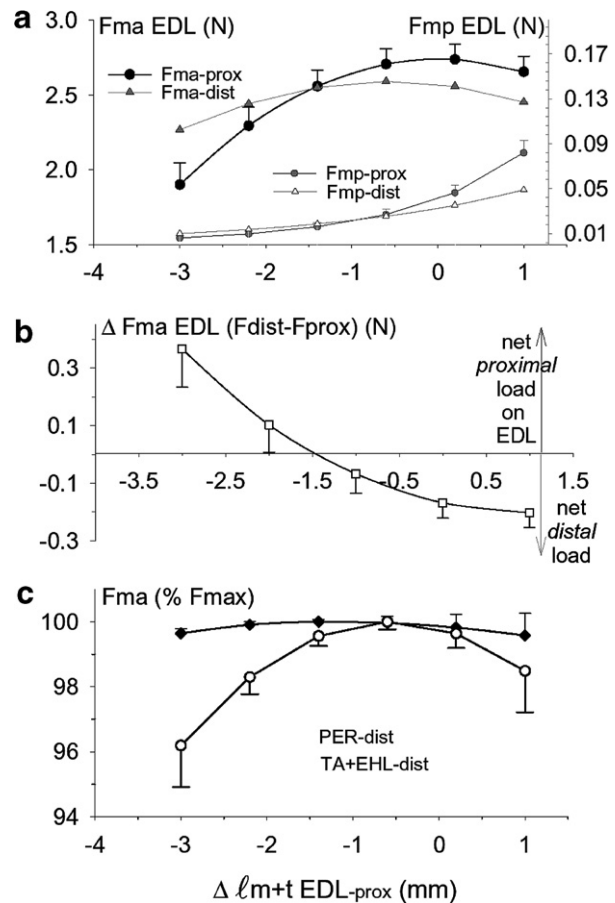 a
Fma EDL (N) Fmp EDL (N)
3.0
2.5
2.0
1.5
0.17
0.13
0.09
0.05
0.01
Fma-prox
Fma-dist
Fmp-prox
Fmp-dist
-4 -3 -2 -1 0 1
b
Δ Fma EDL (Fdist-Fprox) (N)
0.3
0.1
-0.1
-0.3
-3.5 -2.5 -1.5 -0.5 0.5 1.5
net
proximal
load
on
EDL
net
distal
load
c
Fma (% Fmax)
100
98
96
94
PER-dist
TA+EHL-dist
-4 -3 -2 -1 0 1
Δ ℓm+t EDL-prox (mm)